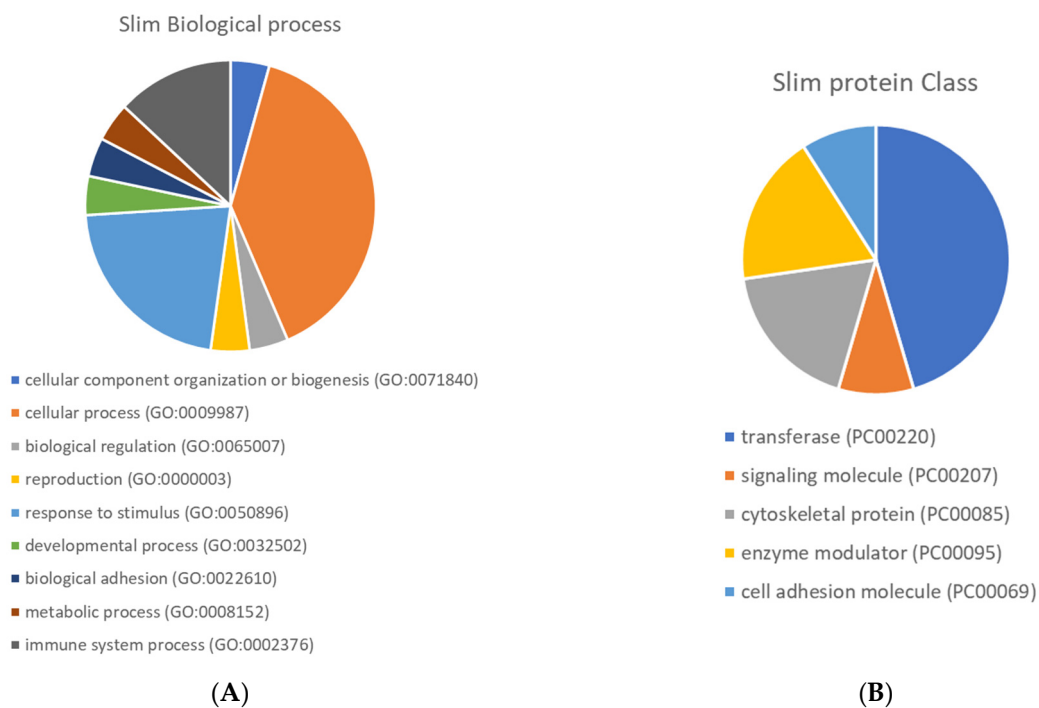 Slim Biological process
cellular component organization or biogenesis (GO:0071840)
cellular process (GO:0009987)
biological regulation (GO:0065007)
reproduction (GO:0000003)
response to stimulus (GO:0050896)
developmental process (GO:0032502)
biological adhesion (GO:0022610)
metabolic process (GO:0008152)
immune system process (GO:0002376)
(A)
Slim protein Class
transferase (PC00220)
signaling molecule (PC00207)
cytoskeletal protein (PC00085)
enzyme modulator (PC00095)
cell adhesion molecule (PC00069)
(B)